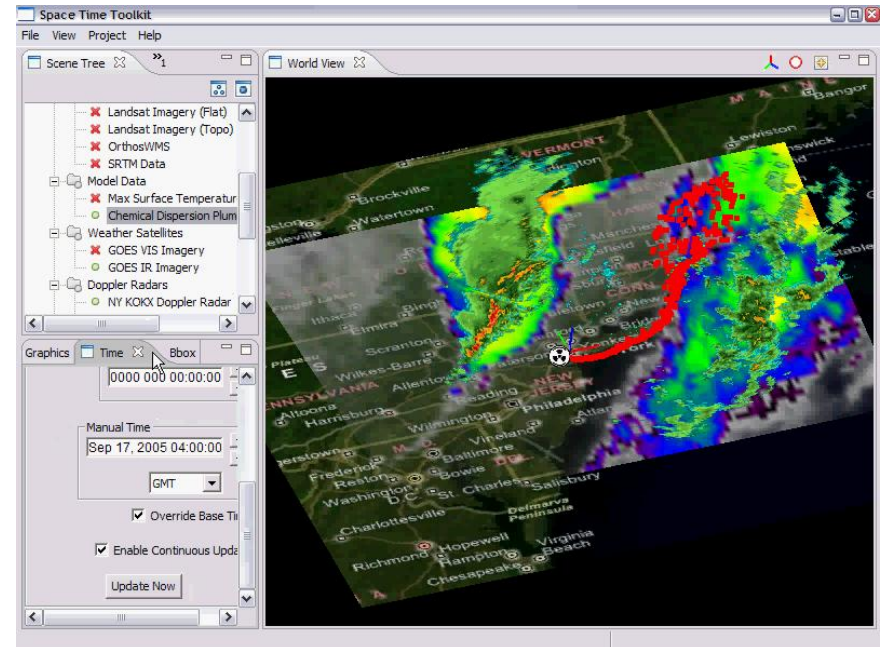 Space Time Toolkit
File View Project Help
Scene Tree
»1
Landsat Imagery (Flat)
Landsat Imagery (Topo)
OrthosWMS
SRTM Data
Model Data
Max Surface Temperatur
Chemical Dispersion Plum
Weather Satellites
GOES VIS Imagery
GOES IR Imagery
Doppler Radars
NY KOKX Doppler Radar
Graphics Time Bbox
0000 000 00:00:00
Manual Time
Sep 17, 2005 04:00:00
GMT
Override Base Ti
Enable Continuous Upda
Update Now
World View
Bangor
Lewiston
VERMONT
Brockville
Watertown
Ithaca
Elmira
Scranton
Wilkes-Barre
Allento
Reading
NEW
JERSEY
Philadelphia
Altoona
Harrisburg
Wilmington
Vineland
Atlan
Baltimore
Frederick
Bowie
Reston
Washington
D.C.
St. Charles
Salisbury
Delmarva
Peninsula
Charlottesville
Hopewell
Virginia
Beach
Richmond
Hampton
Chesapeake